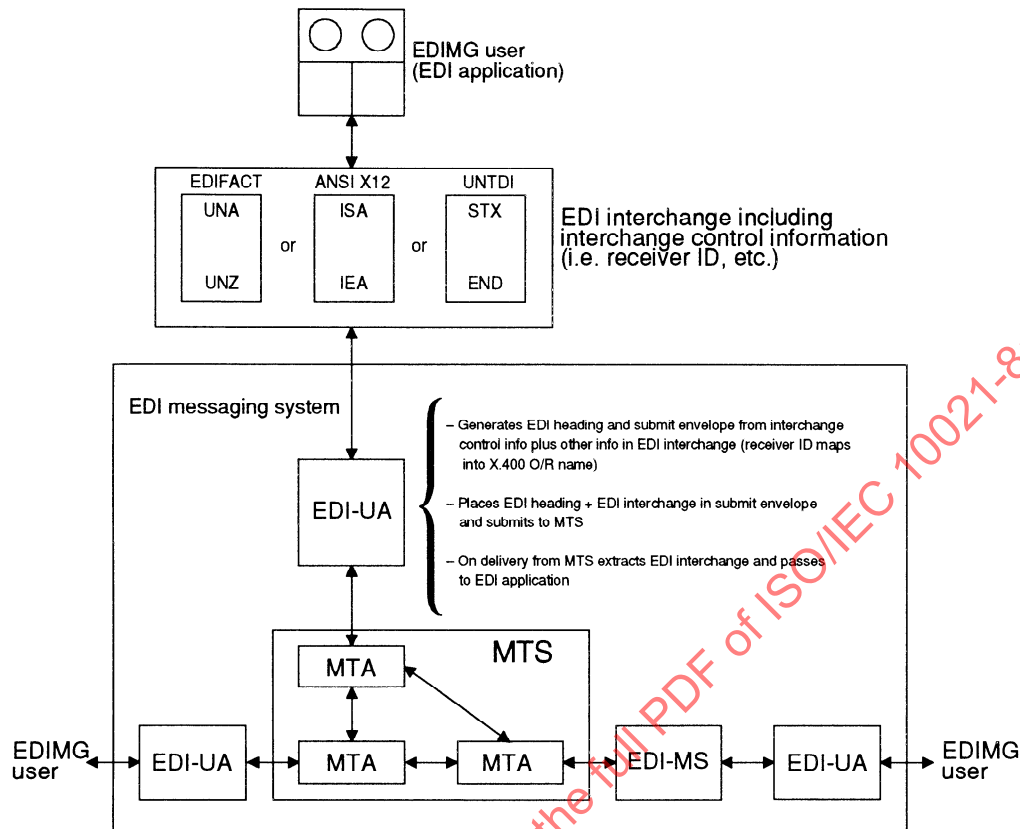 EDIMG user
(EDI application)
EDIFACT
ANSI X12
UNTDI
UNA
ISA
STX
or
or
UNZ
IEA
END
EDI interchange including
interchange control information
(i.e. receiver ID, etc.)
EDI messaging system
– Generates EDI heading and submit envelope from interchange
control info plus other info in EDI interchange (receiver ID maps
into X.400 O/R name)
EDI-UA
– Places EDI heading + EDI interchange in submit envelope
and submits to MTS
– On delivery from MTS extracts EDI interchange and passes
to EDI application
MTS
MTA
EDIMG
user
EDI-UA
MTA
MTA
EDI-MS
EDI-UA
EDIMG
user
the full PDF of ISO/IEC 10021-8